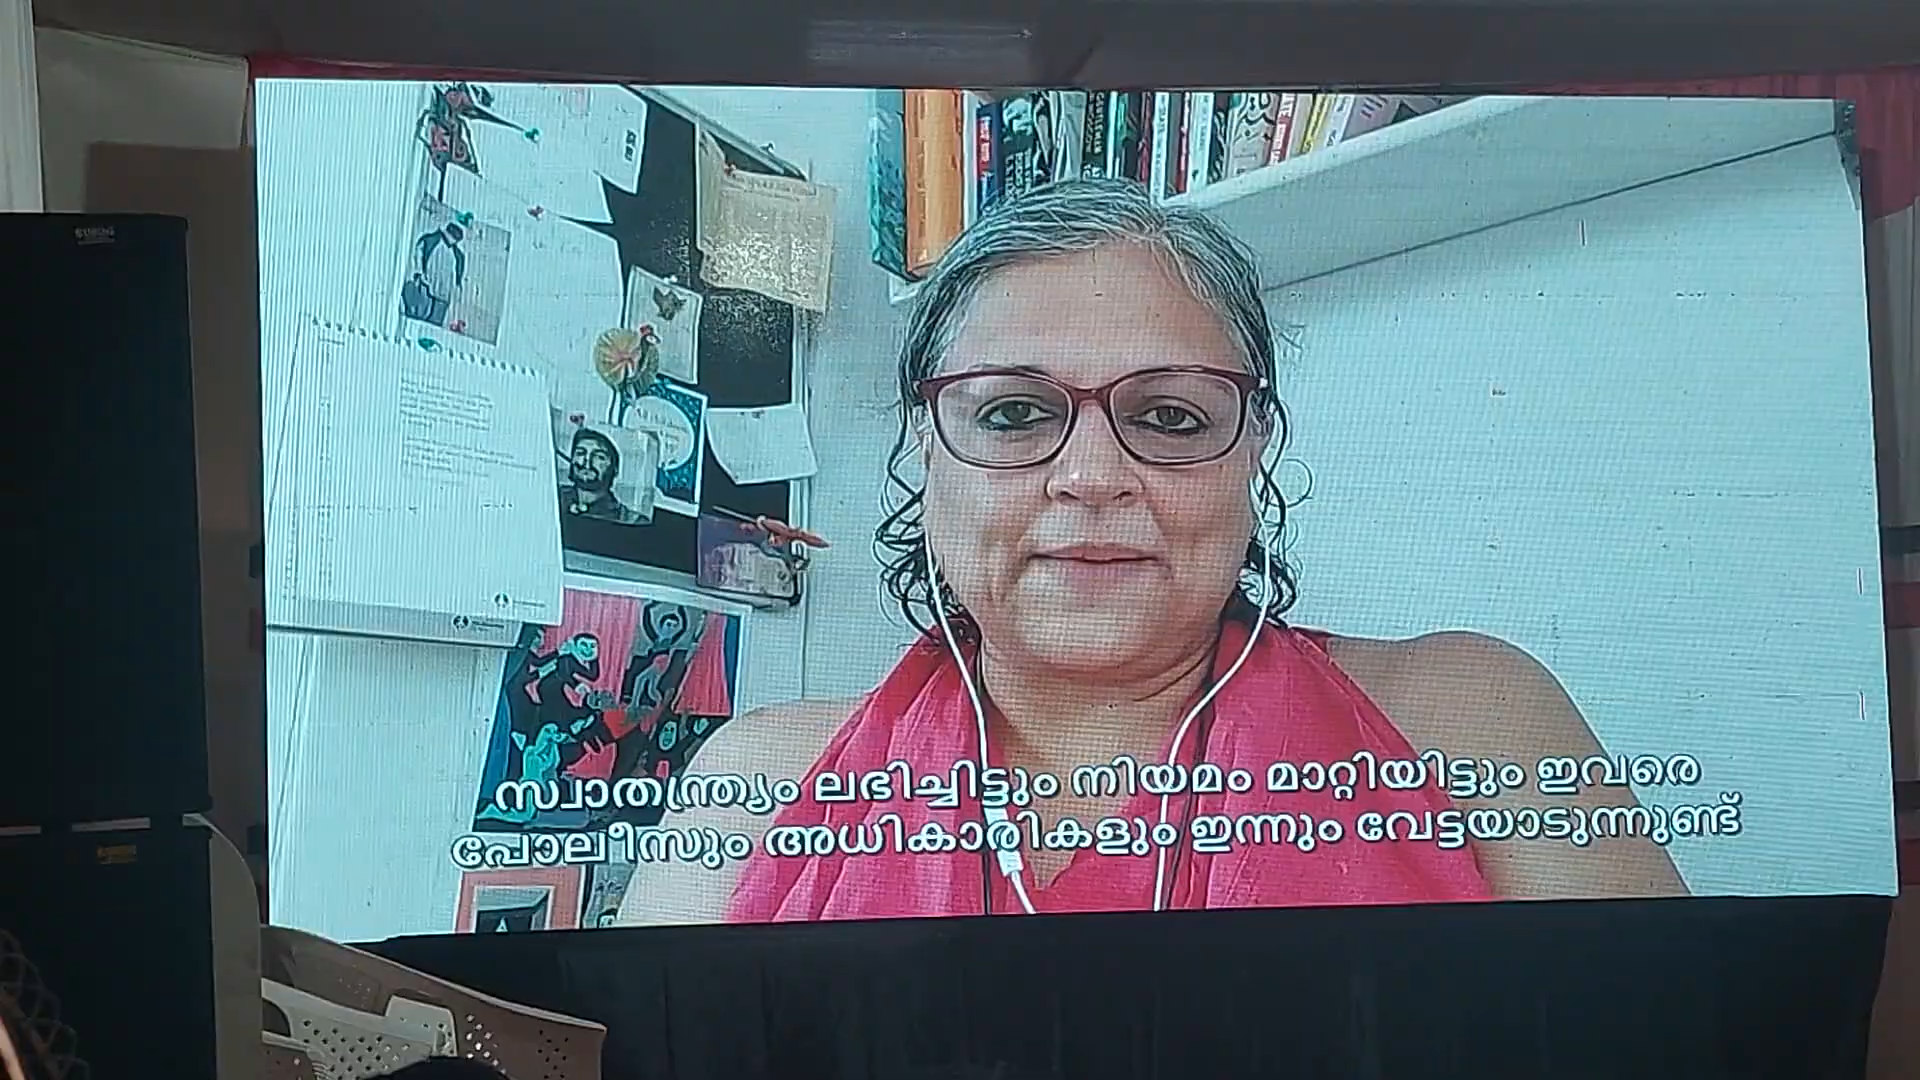 സ്വാതന്ത്ര്യം ലഭിച്ചിട്ടും നിയമം മാറ്റിയിട്ടും ഇവരെ
പോലീസും അധികാരികളും ഇന്നും വേട്ടയാടുന്നുണ്ട്